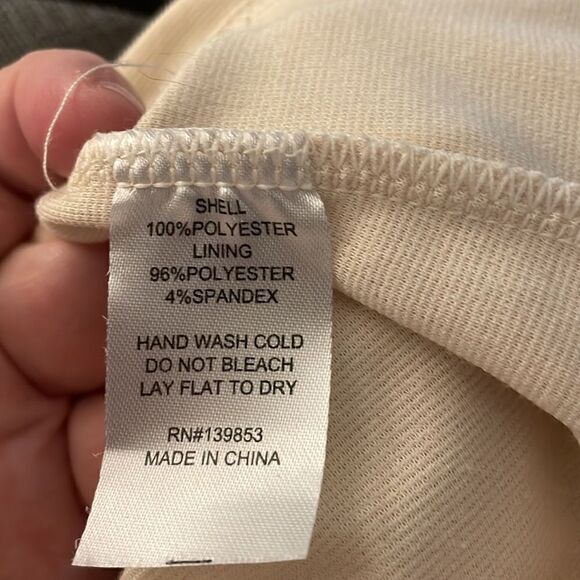 SHELL
100%POLYESTER
LINING
96%POLYESTER
4%SPANDEX
HAND WASH COLD
DO NOT BLEACH
LAY FLAT TO DRY
RN#139853
MADE IN CHINA